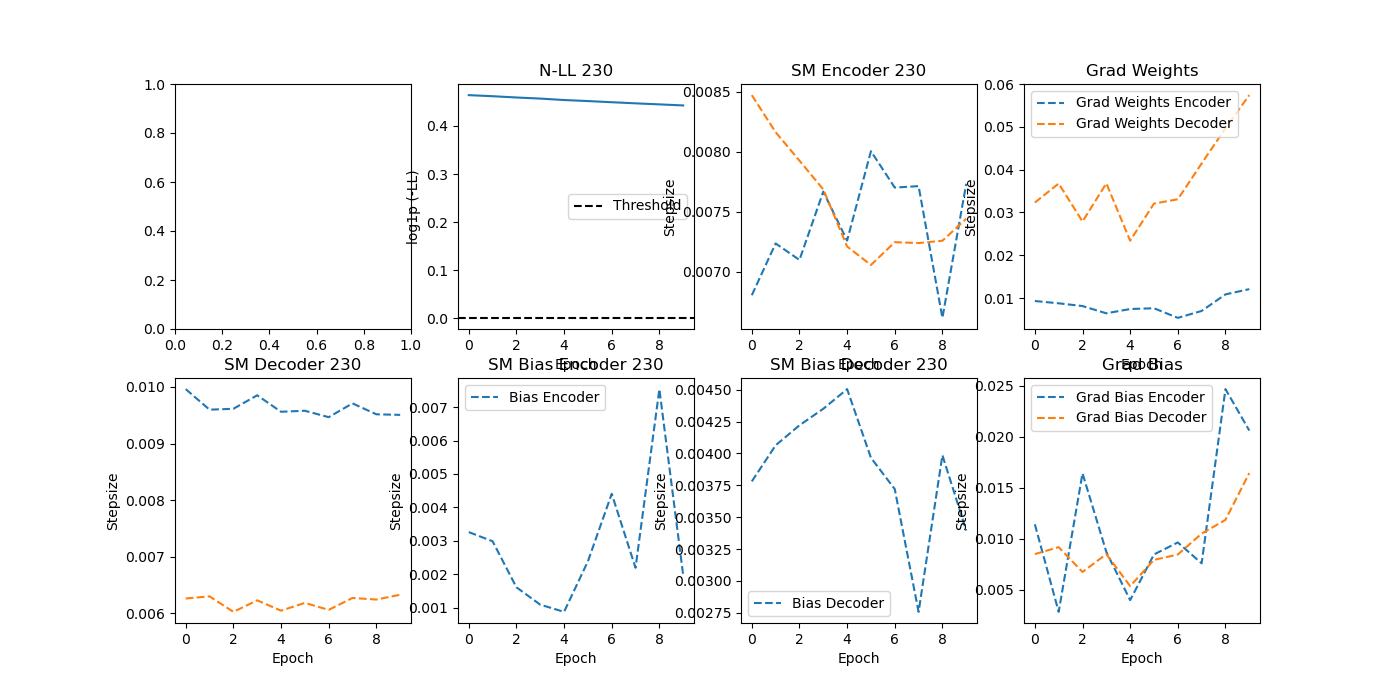 N-LL 230
SM Encoder 230
Grad Weights
1.0
0.8
0.6
0.4
0.2
0.0
0.0 0.2 0.4 0.6 0.8 1.0
log1p (-LL)
0.4
0.3
0.2
0.1
0.0
Threshold
0 2 4 6 8
Epoch
Stepsize
0.0085
0.0080
0.0075
0.0070
0 2 4 6 8
Epoch
Stepsize
0.06
0.05
0.04
0.03
0.02
0.01
Grad Weights Encoder
Grad Weights Decoder
0 2 4 6 8
Epoch
SM Decoder 230
SM Bias Encoder 230
SM Bias Decoder 230
Grad Bias
Stepsize
0.010
0.009
0.008
0.007
0.006
0 2 4 6 8
Epoch
Stepsize
0.007
0.006
0.005
0.004
0.003
0.002
0.001
Bias Encoder
0 2 4 6 8
Epoch
Stepsize
0.00450
0.00425
0.00400
0.00375
0.00350
0.00325
0.00300
0.00275
Bias Decoder
0 2 4 6 8
Epoch
Stepsize
0.025
0.020
0.015
0.010
0.005
Grad Bias Encoder
Grad Bias Decoder
0 2 4 6 8
Epoch